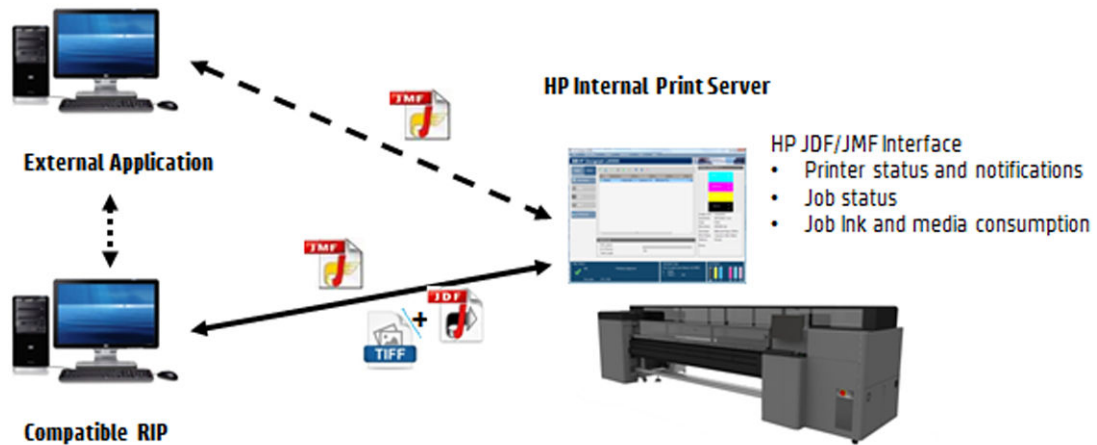 JMF
HP Internal Print Server
External Application
HP JDF/JMF Interface
• Printer status and notifications
• Job status
• Job Ink and media consumption
JMF
JDF
+
TIFF
Compatible RIP